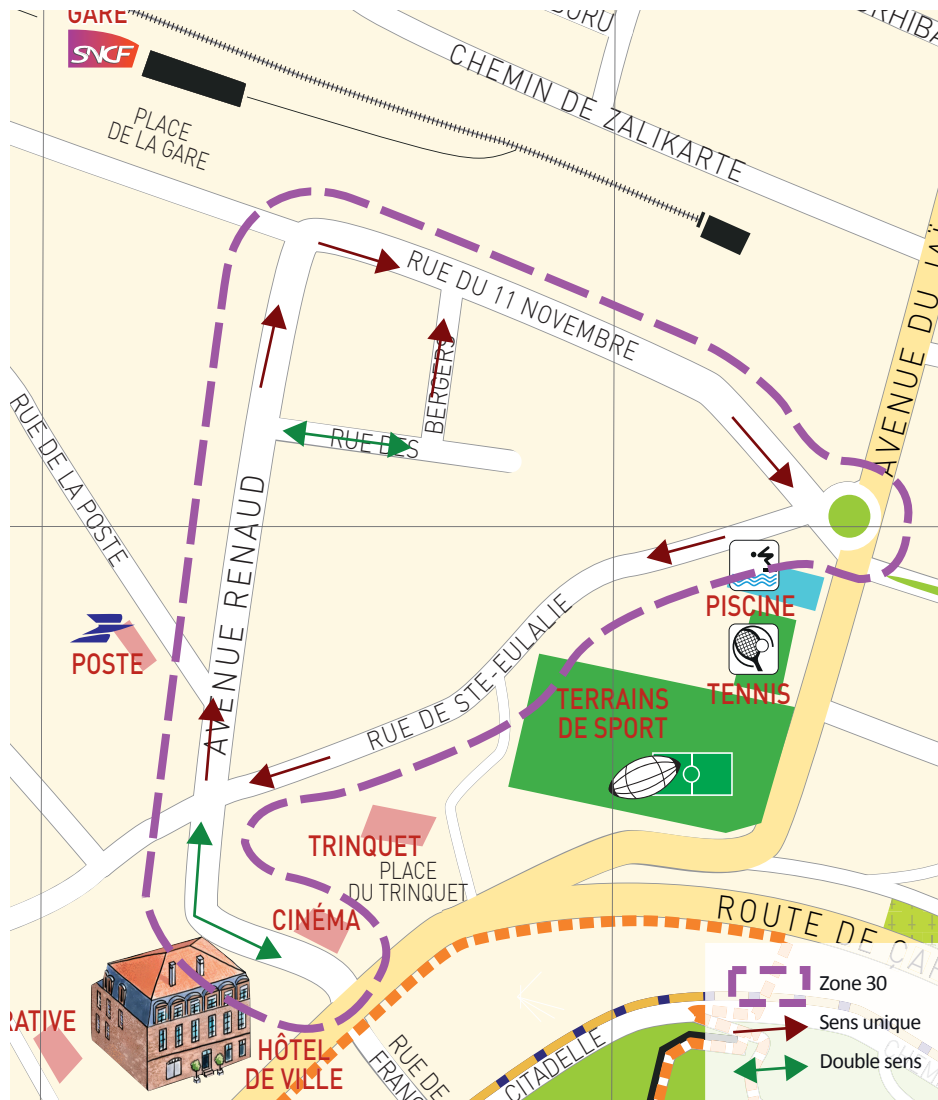 GARE
SNCF
PLACE
DE LA GARE
CHEMIN DE ZALIKARTE
RUE DU 11 NOVEMBRE
AVENUE DU
BERGERS
RUE DES
RUE DE LA POSTE
AVENUE RENAUD
PISCINE
POSTE
TENNIS
RUE DE STE-EULALIE
TERRAINS
DE SPORT
TRINQUET
PLACE
DU TRINQUET
CINÉMA
ROUTE DE
Zone 30
Sens unique
Double sens
HÔTEL
DE VILLE
RUE DE
CITADELLE